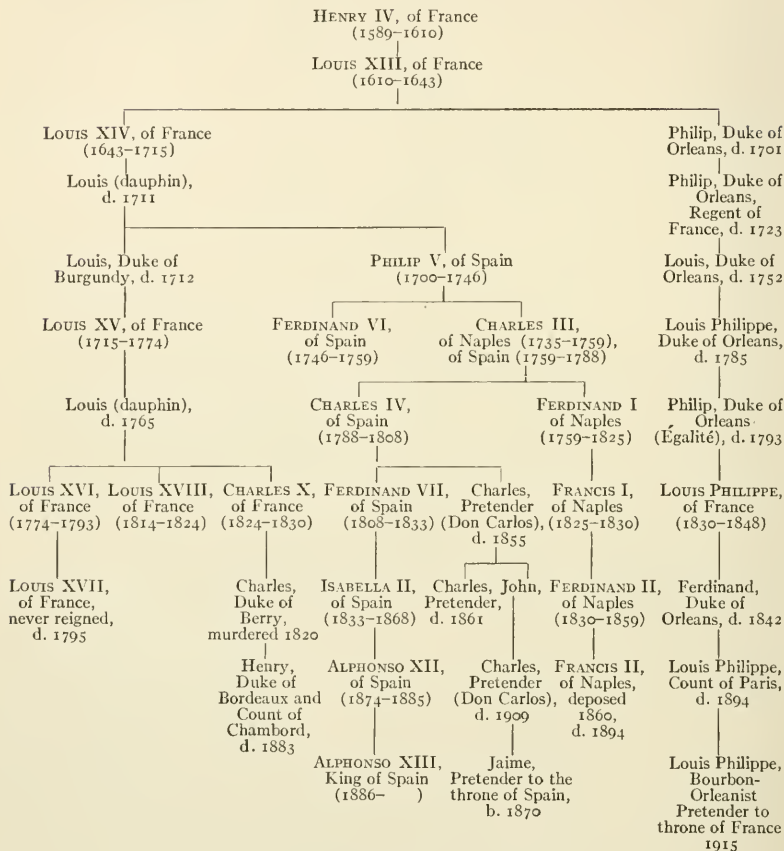 HENRY IV, of France
(1589–1610)
LOUIS XIII, of France
(1610–1643)
LOUIS XIV, of France
(1643–1715)
Philip, Duke of
Orleans, d. 1701
Louis (dauphin),
d. 1711
Philip, Duke of
Orleans,
Regent of
France, d. 1723
Louis, Duke of
Burgundy, d. 1712
PHILIP V, of Spain
(1700–1746)
Louis, Duke of
Orleans, d. 1752
LOUIS XV, of France
(1715–1774)
FERDINAND VI,
of Spain
(1746–1759)
CHARLES III,
of Naples (1735–1759),
of Spain (1759–1788)
Louis Philippe,
Duke of Orleans,
d. 1785
Louis (dauphin),
d. 1765
CHARLES IV,
of Spain
(1788–1808)
FERDINAND I
of Naples
(1759–1825)
Philip, Duke of
Orleans
(Égalité), d. 1793
LOUIS XVI,
of France
(1774–1793)
LOUIS XVIII,
of France
(1814–1824)
CHARLES X,
of France
(1824–1830)
FERDINAND VII,
of Spain
(1808–1833)
Charles,
Pretender
(Don Carlos),
d. 1855
FRANCIS I,
of Naples
(1825–1830)
LOUIS PHILIPPE,
of France
(1830–1848)
LOUIS XVII,
of France,
never reigned,
d. 1795
Charles,
Duke of
Berry,
murdered 1820
ISABELLA II,
of Spain
(1833–1868)
Charles,
Pretender,
d. 1861
John,
FERDINAND II,
of Naples
(1830–1859)
Ferdinand,
Duke of
Orleans, d. 1842
Henry,
Duke of
Bordeaux and
Count of
Chambord,
d. 1883
ALPHONSO XII,
of Spain
(1874–1885)
Charles,
Pretender
(Don Carlos),
d. 1909
FRANCIS II,
of Naples,
deposed
1860,
d. 1894
Louis Philippe,
Count of Paris,
d. 1894
ALPHONSO XIII,
King of Spain
(1886– )
Jaime,
Pretender to the
throne of Spain,
b. 1870
Louis Philippe,
Bourbon-
Orleanist
Pretender to
throne of France
1915